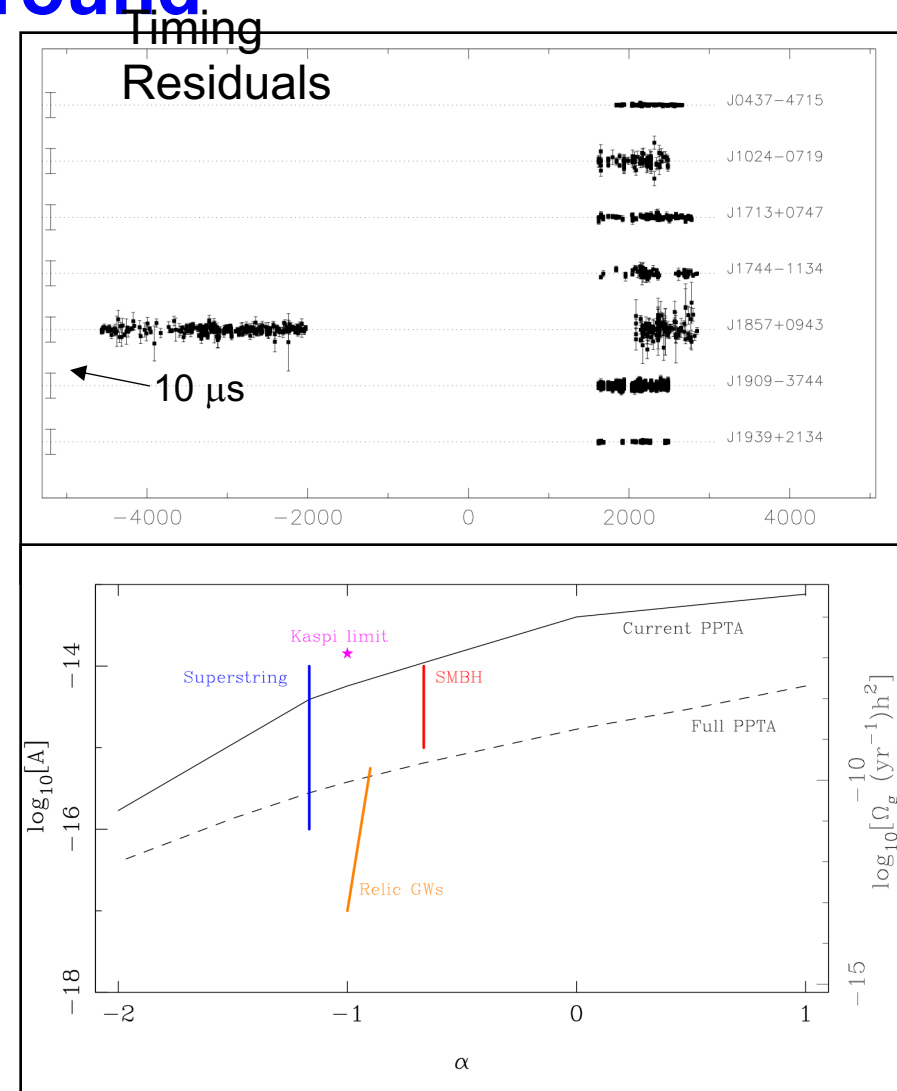 Timing
Residuals
J0437−4715
J1024−0719
J1713+0747
J1744−1134
J1857+0943
10 μs
J1909−3744
J1939+2134
−4000 −2000 0 2000 4000
Kaspi limit
Current PPTA
Superstring
SMBH
Full PPTA
Relic GWs
log10[A]
−14
−16
−18
log10[Ωg (yr−1)h2]
−10
−15
−2 −1 0 1
α